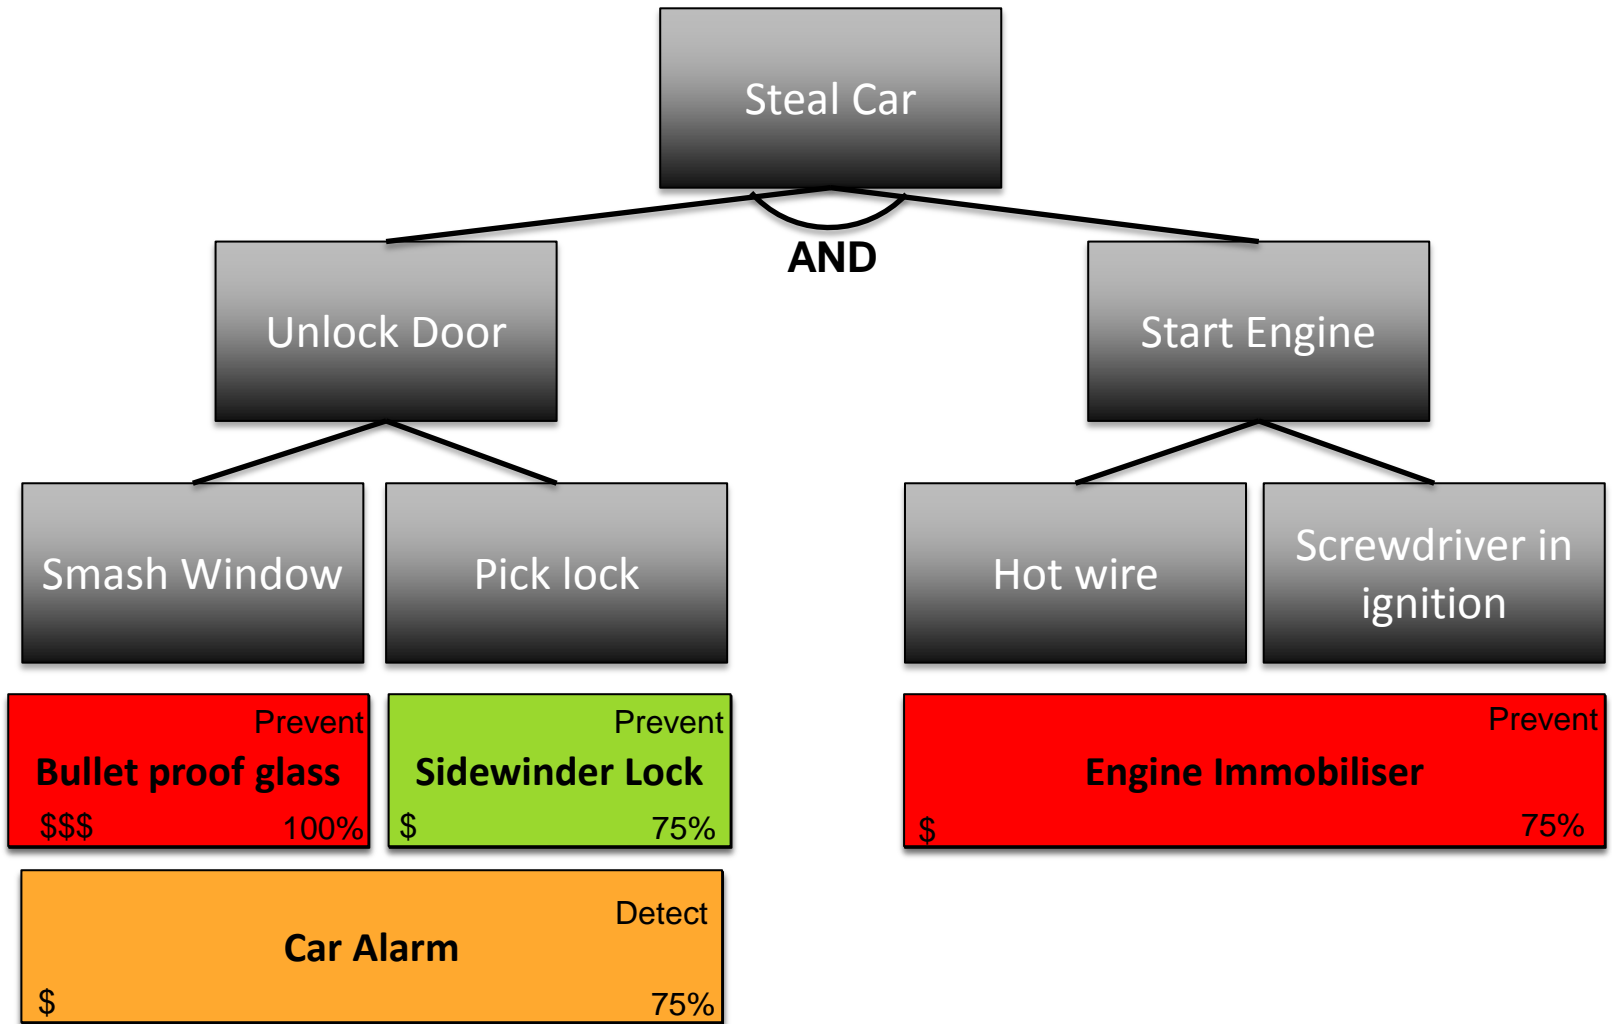 Steal Car
AND
Unlock Door
Start Engine
Smash Window
Pick lock
Hot wire
Screwdriver in
ignition
Prevent
Bullet proof glass
$$$ 100%
Prevent
Sidewinder Lock
$ 75%
Prevent
Engine Immobiliser
$ 75%
Detect
Car Alarm
$ 75%